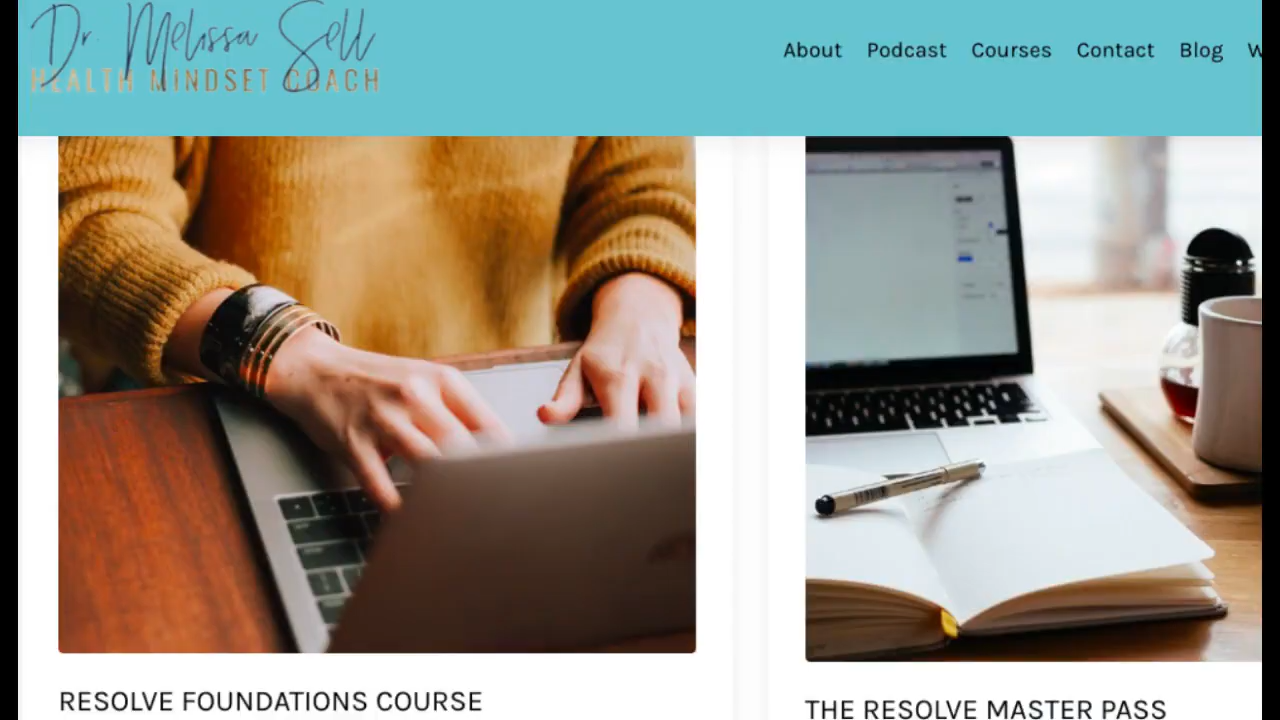 Dr. Melissa Sell
HEALTH MINDSET COACH
About Podcast Courses Contact Blog W
RESOLVE FOUNDATIONS COURSE
THE RESOLVE MASTER PASS